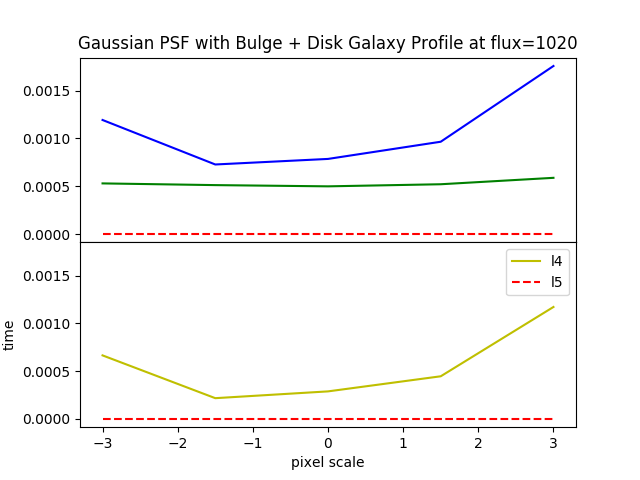 Gaussian PSF with Bulge + Disk Galaxy Profile at flux=1020
0.0015
0.0010
0.0005
0.0000
0.0015
0.0010
0.0005
0.0000
time
l4
l5
−3 −2 −1 0 1 2 3
pixel scale